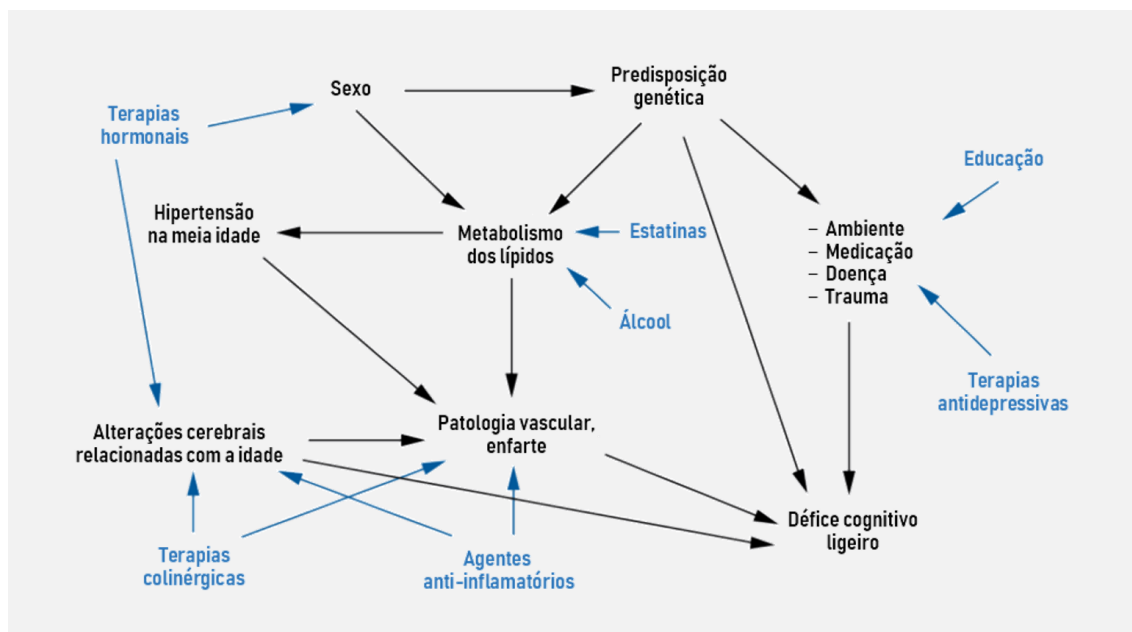 Predisposição
genética
Sexo
Terapias
hormonais
Educação
Hipertensão
na meia idade
Metabolismo
dos lípidos
Estatinas
– Ambiente
– Medicação
– Doença
– Trauma
Álcool
Terapias
antidepressivas
Alterações cerebrais
relacionadas com a idade
Patologia vascular,
enfarte
Défice cognitivo
ligeiro
Terapias
colinérgicas
Agentes
anti-inflamatórios